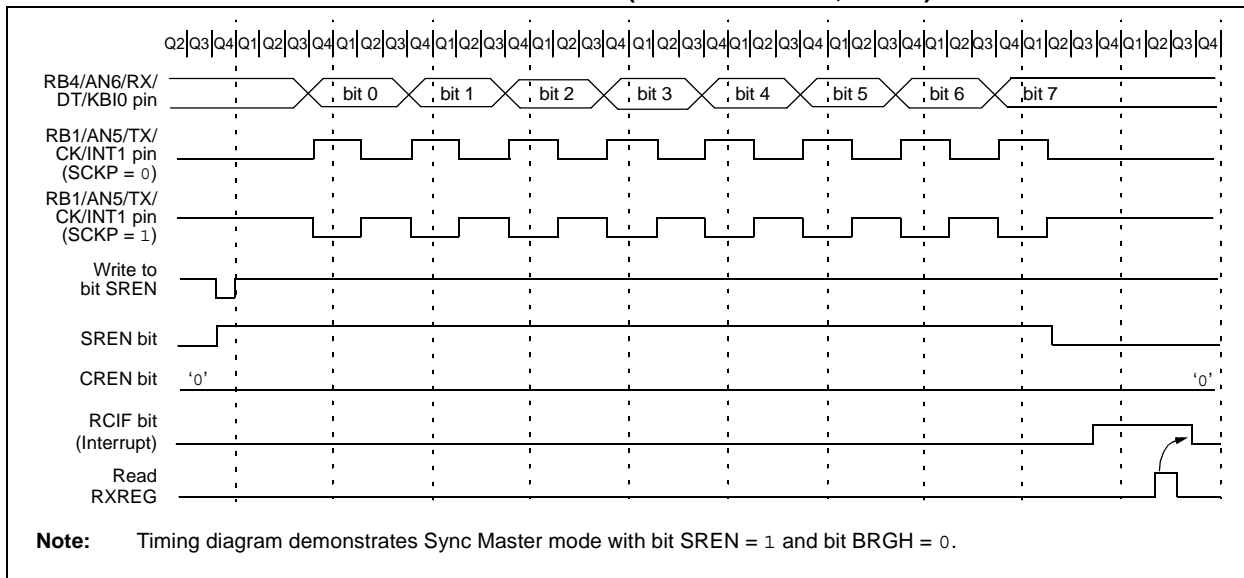 Q2 Q3 Q4 Q1 Q2 Q3 Q4 Q1 Q2 Q3 Q4 Q1 Q2 Q3 Q4 Q1 Q2 Q3 Q4 Q1 Q2 Q3 Q4 Q1 Q2 Q3 Q4 Q1 Q2 Q3 Q4 Q1 Q2 Q3 Q4 Q1 Q2 Q3 Q4 Q1 Q2 Q3 Q4
RB4/AN6/RX/
DT/KBI0 pin
bit 0 bit 1 bit 2 bit 3 bit 4 bit 5 bit 6 bit 7
RB1/AN5/TX/
CK/INT1 pin
(SCKP = 0)
RB1/AN5/TX/
CK/INT1 pin
(SCKP = 1)
Write to
bit SREN
SREN bit
CREN bit ‘0’ ‘0’
RCIF bit
(Interrupt)
Read
RXREG
Note: Timing diagram demonstrates Sync Master mode with bit SREN = 1 and bit BRGH = 0.